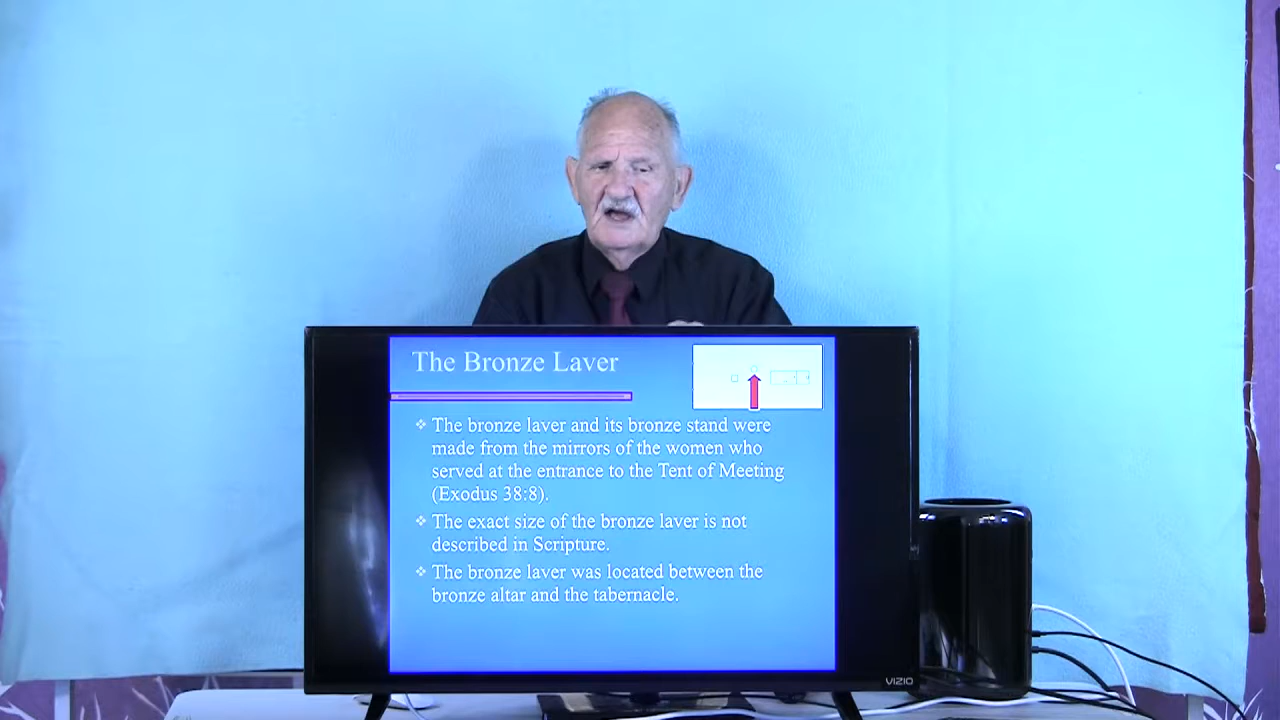 The Bronze Laver
❖ The bronze laver and its bronze stand were
made from the mirrors of the women who
served at the entrance to the Tent of Meeting
(Exodus 38:8).
❖ The exact size of the bronze laver is not
described in Scripture.
❖ The bronze laver was located between the
bronze altar and the tabernacle.
VIZIO